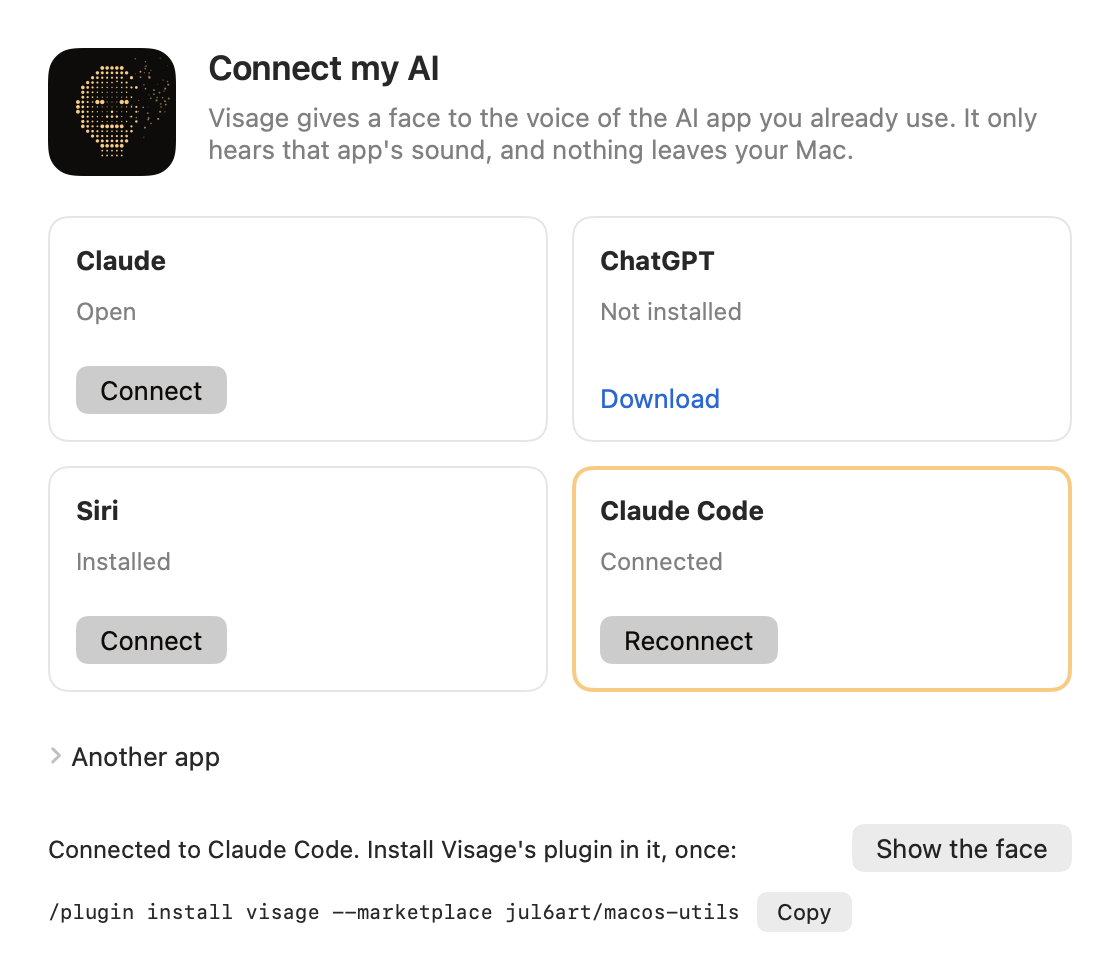 Connect my AI
Visage gives a face to the voice of the AI app you already use. It only
hears that app's sound, and nothing leaves your Mac.
Claude
Open
Connect
ChatGPT
Not installed
Download
Siri
Installed
Connect
Claude Code
Connected
Reconnect
Another app
Connected to Claude Code. Install Visage's plugin in it, once:
Show the face
/plugin install visage --marketplace jul6art/macos-utils
Copy